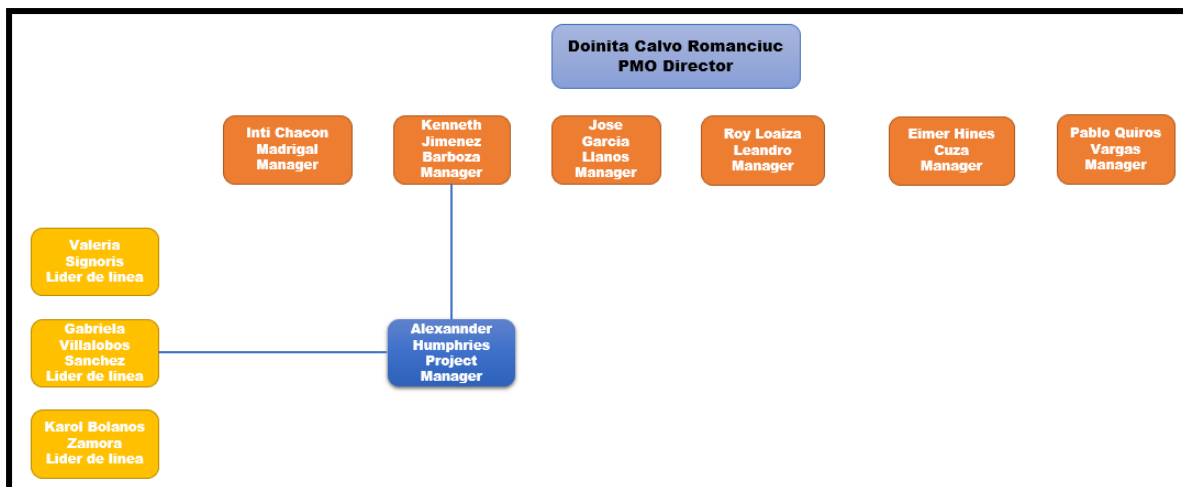 Doinita Calvo Romanciuc
PMO Director
Inti Chacon
Madrigal
Manager
Kenneth
Jimenez
Barboza
Manager
Jose
Garcia
Llanos
Manager
Roy Loaiza
Leandro
Manager
Eimer Hines
Cuza
Manager
Pablo Quiros
Vargas
Manager
Valeria
Signoris
Lider de linea
Gabriela
Villalobos
Sanchez
Lider de linea
Alexannder
Humphries
Project
Manager
Karol Bolanos
Zamora
Lider de linea